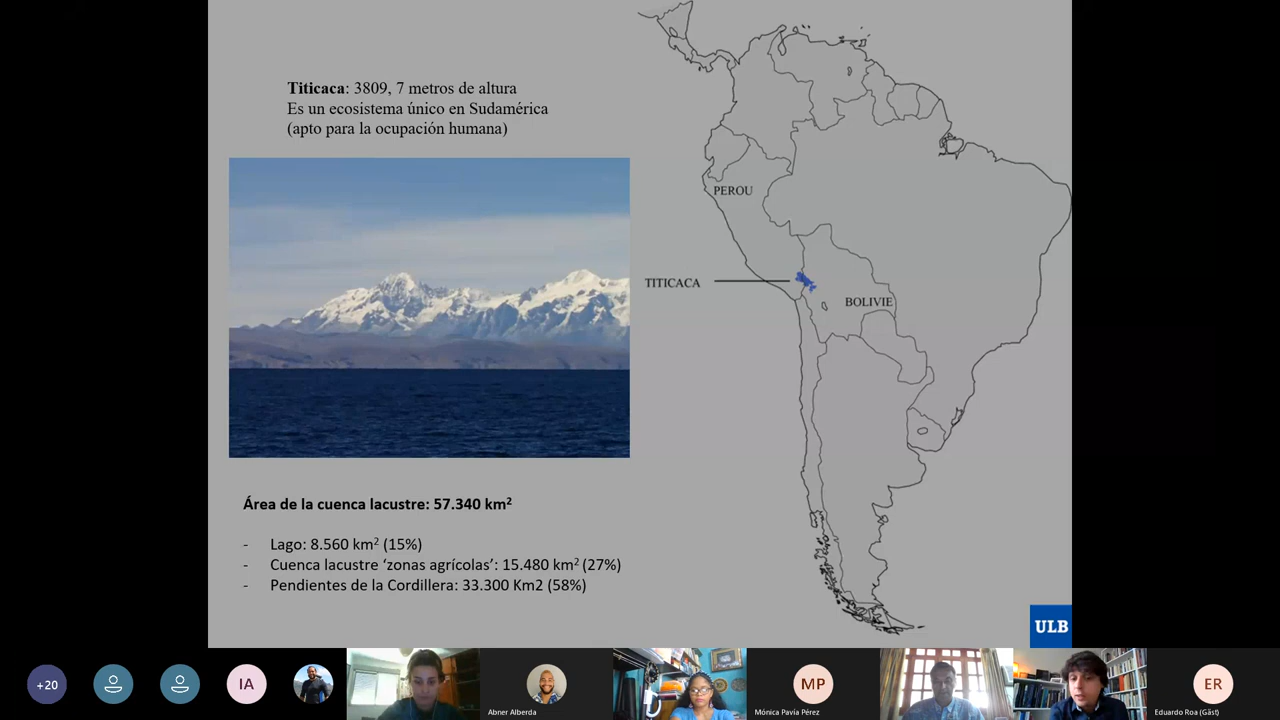 Titicaca: 3809, 7 metros de altura
Es un ecosistema único en Sudamérica
(apto para la ocupación humana)
PEROU
TITICACA
BOLIVIE
Área de la cuenca lacustre: 57.340 km²
- Lago: 8.560 km² (15%)
- Cuenca lacustre ‘zonas agrícolas’: 15.480 km² (27%)
- Pendientes de la Cordillera: 33.300 Km2 (58%)
ULB
+20
IA
Abner Alberda
MP
Mónica Pavía Pérez
ER
Eduardo Roa (Gäst)